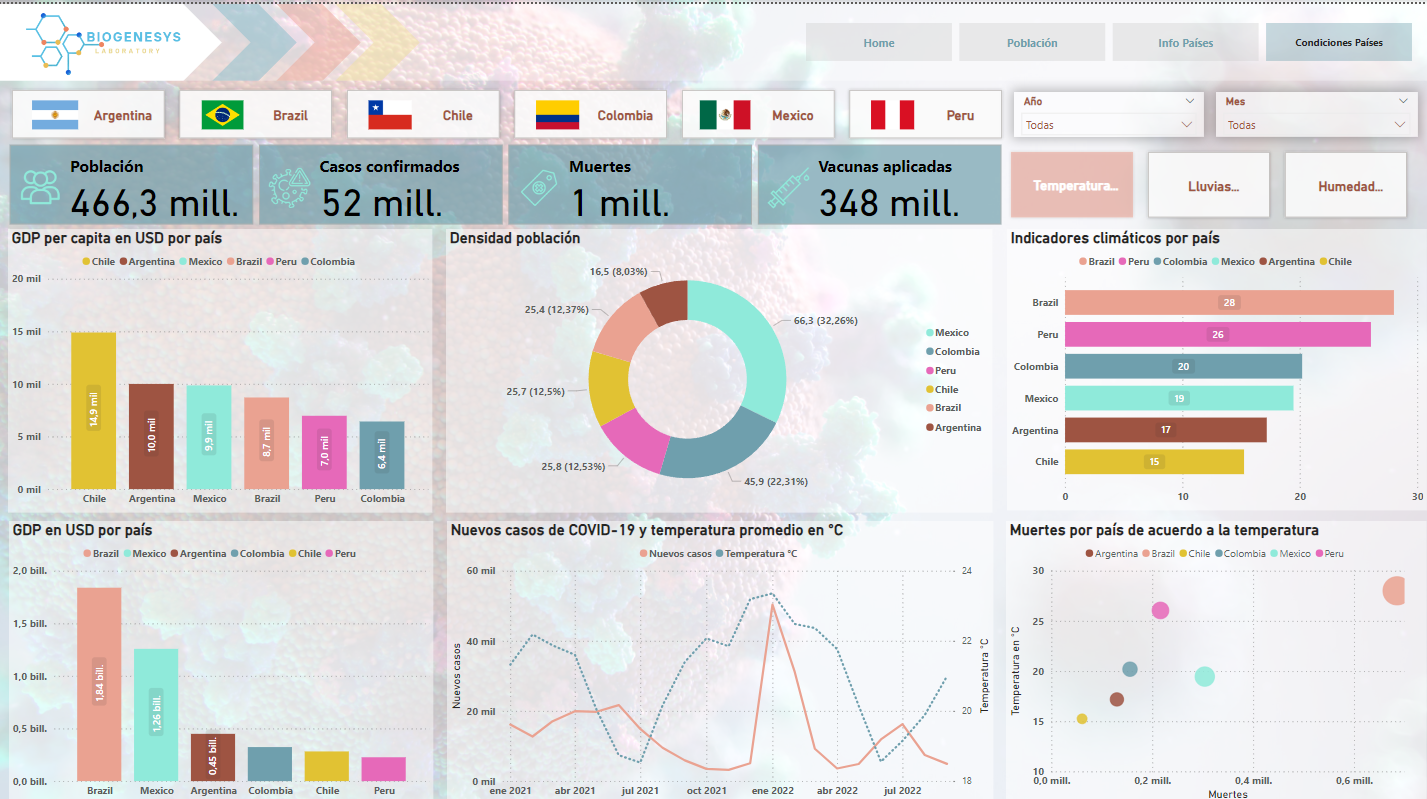 BIOGENESYS
LABORATORY
Home
Población
Info Países
Condiciones Países
Argentina
Brazil
Chile
Colombia
Mexico
Peru
Año
Todas
Mes
Todas
Población
466,3 mill.
Casos confirmados
52 mill.
Muertes
1 mill.
Vacunas aplicadas
348 mill.
Temperatura...
Lluvias...
Humedad...
GDP per capita en USD por país
Chile Argentina Mexico Brazil Peru Colombia
20 mil
15 mil
10 mil
5 mil
0 mil
14,9 mil
10,0 mil
9,9 mil
8,7 mil
7,0 mil
6,4 mil
Chile Argentina Mexico Brazil Peru Colombia
Densidad población
16,5 (8,03%)
25,4 (12,37%)
66,3 (32,26%)
25,7 (12,5%)
25,8 (12,53%)
45,9 (22,31%)
Mexico
Colombia
Peru
Chile
Brazil
Argentina
Indicadores climáticos por país
Brazil Peru Colombia Mexico Argentina Chile
Brazil 28
Peru 26
Colombia 20
Mexico 19
Argentina 17
Chile 15
0 10 20 30
GDP en USD por país
Brazil Mexico Argentina Colombia Chile Peru
2,0 bill.
1,5 bill.
1,0 bill.
0,5 bill.
0,0 bill.
1,84 bill.
1,26 bill.
0,45 bill.
Brazil Mexico Argentina Colombia Chile Peru
Nuevos casos de COVID-19 y temperatura promedio en °C
Nuevos casos Temperatura °C
60 mil
40 mil
20 mil
0 mil
Nuevos casos
24
22
20
18
Temperatura °C
ene 2021 abr 2021 jul 2021 oct 2021 ene 2022 abr 2022 jul 2022
Muertes por país de acuerdo a la temperatura
Argentina Brazil Chile Colombia Mexico Peru
30
25
20
15
10
Temperatura en °C
0,0 mill. 0,2 mill. 0,4 mill. 0,6 mill.
Muertes